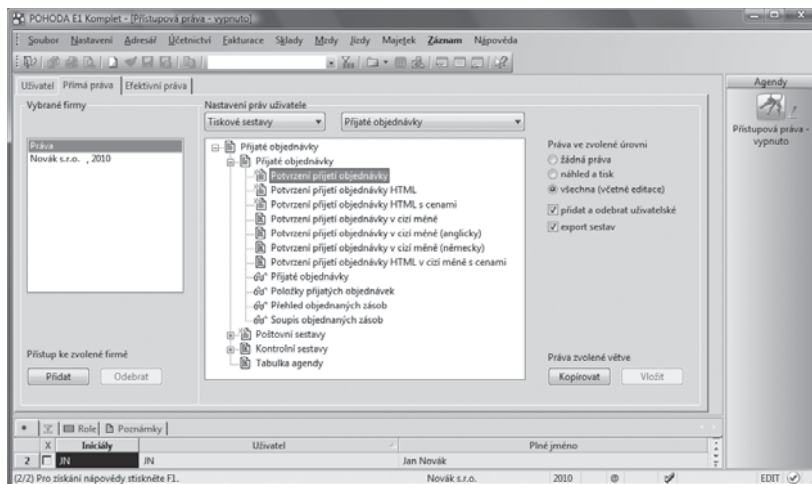 POHODA E1 Komplet - [Přístupová práva - vypnuto]
Soubor Nastavení Adresář Účetnictví Fakturace Sklady Mzdy Jízdy Majetek Záznam Nápověda
Uživatel Přímá práva Efektivní práva
Vybrané firmy
Práva
Novák s.r.o. , 2010
Přístup ke zvolené firmě
Přidat Odebrat
Nastavení práv uživatele
Tiskové sestavy Přijaté objednávky
Přijaté objednávky
Přijaté objednávky
Potvrzení přijetí objednávky
Potvrzení přijetí objednávky HTML
Potvrzení přijetí objednávky HTML s cenami
Potvrzení přijetí objednávky v cizí měně
Potvrzení přijetí objednávky v cizí měně (anglicky)
Potvrzení přijetí objednávky v cizí měně (německy)
Potvrzení přijetí objednávky HTML v cizí měně s cenami
Přijaté objednávky
Položky přijatých objednávek
Přehled objednaných zásob
Soupis objednaných zásob
Poštovní sestavy
Kontrolní sestavy
Tabulka agendy
Práva ve zvolené úrovni
žádná práva
náhled a tisk
všechna (včetně editace)
přidat a odebrat uživatelské
export sestav
Práva zvolené větve
Kopírovat Vložit
Agendy
Přístupová práva -
vypnuto
* Role Poznámky
X Iniciály Uživatel Plné jméno
2 JN JN Jan Novák
(2/2) Pro získání nápovědy stiskněte F1. Novák s.r.o. 2010 @ EDIT